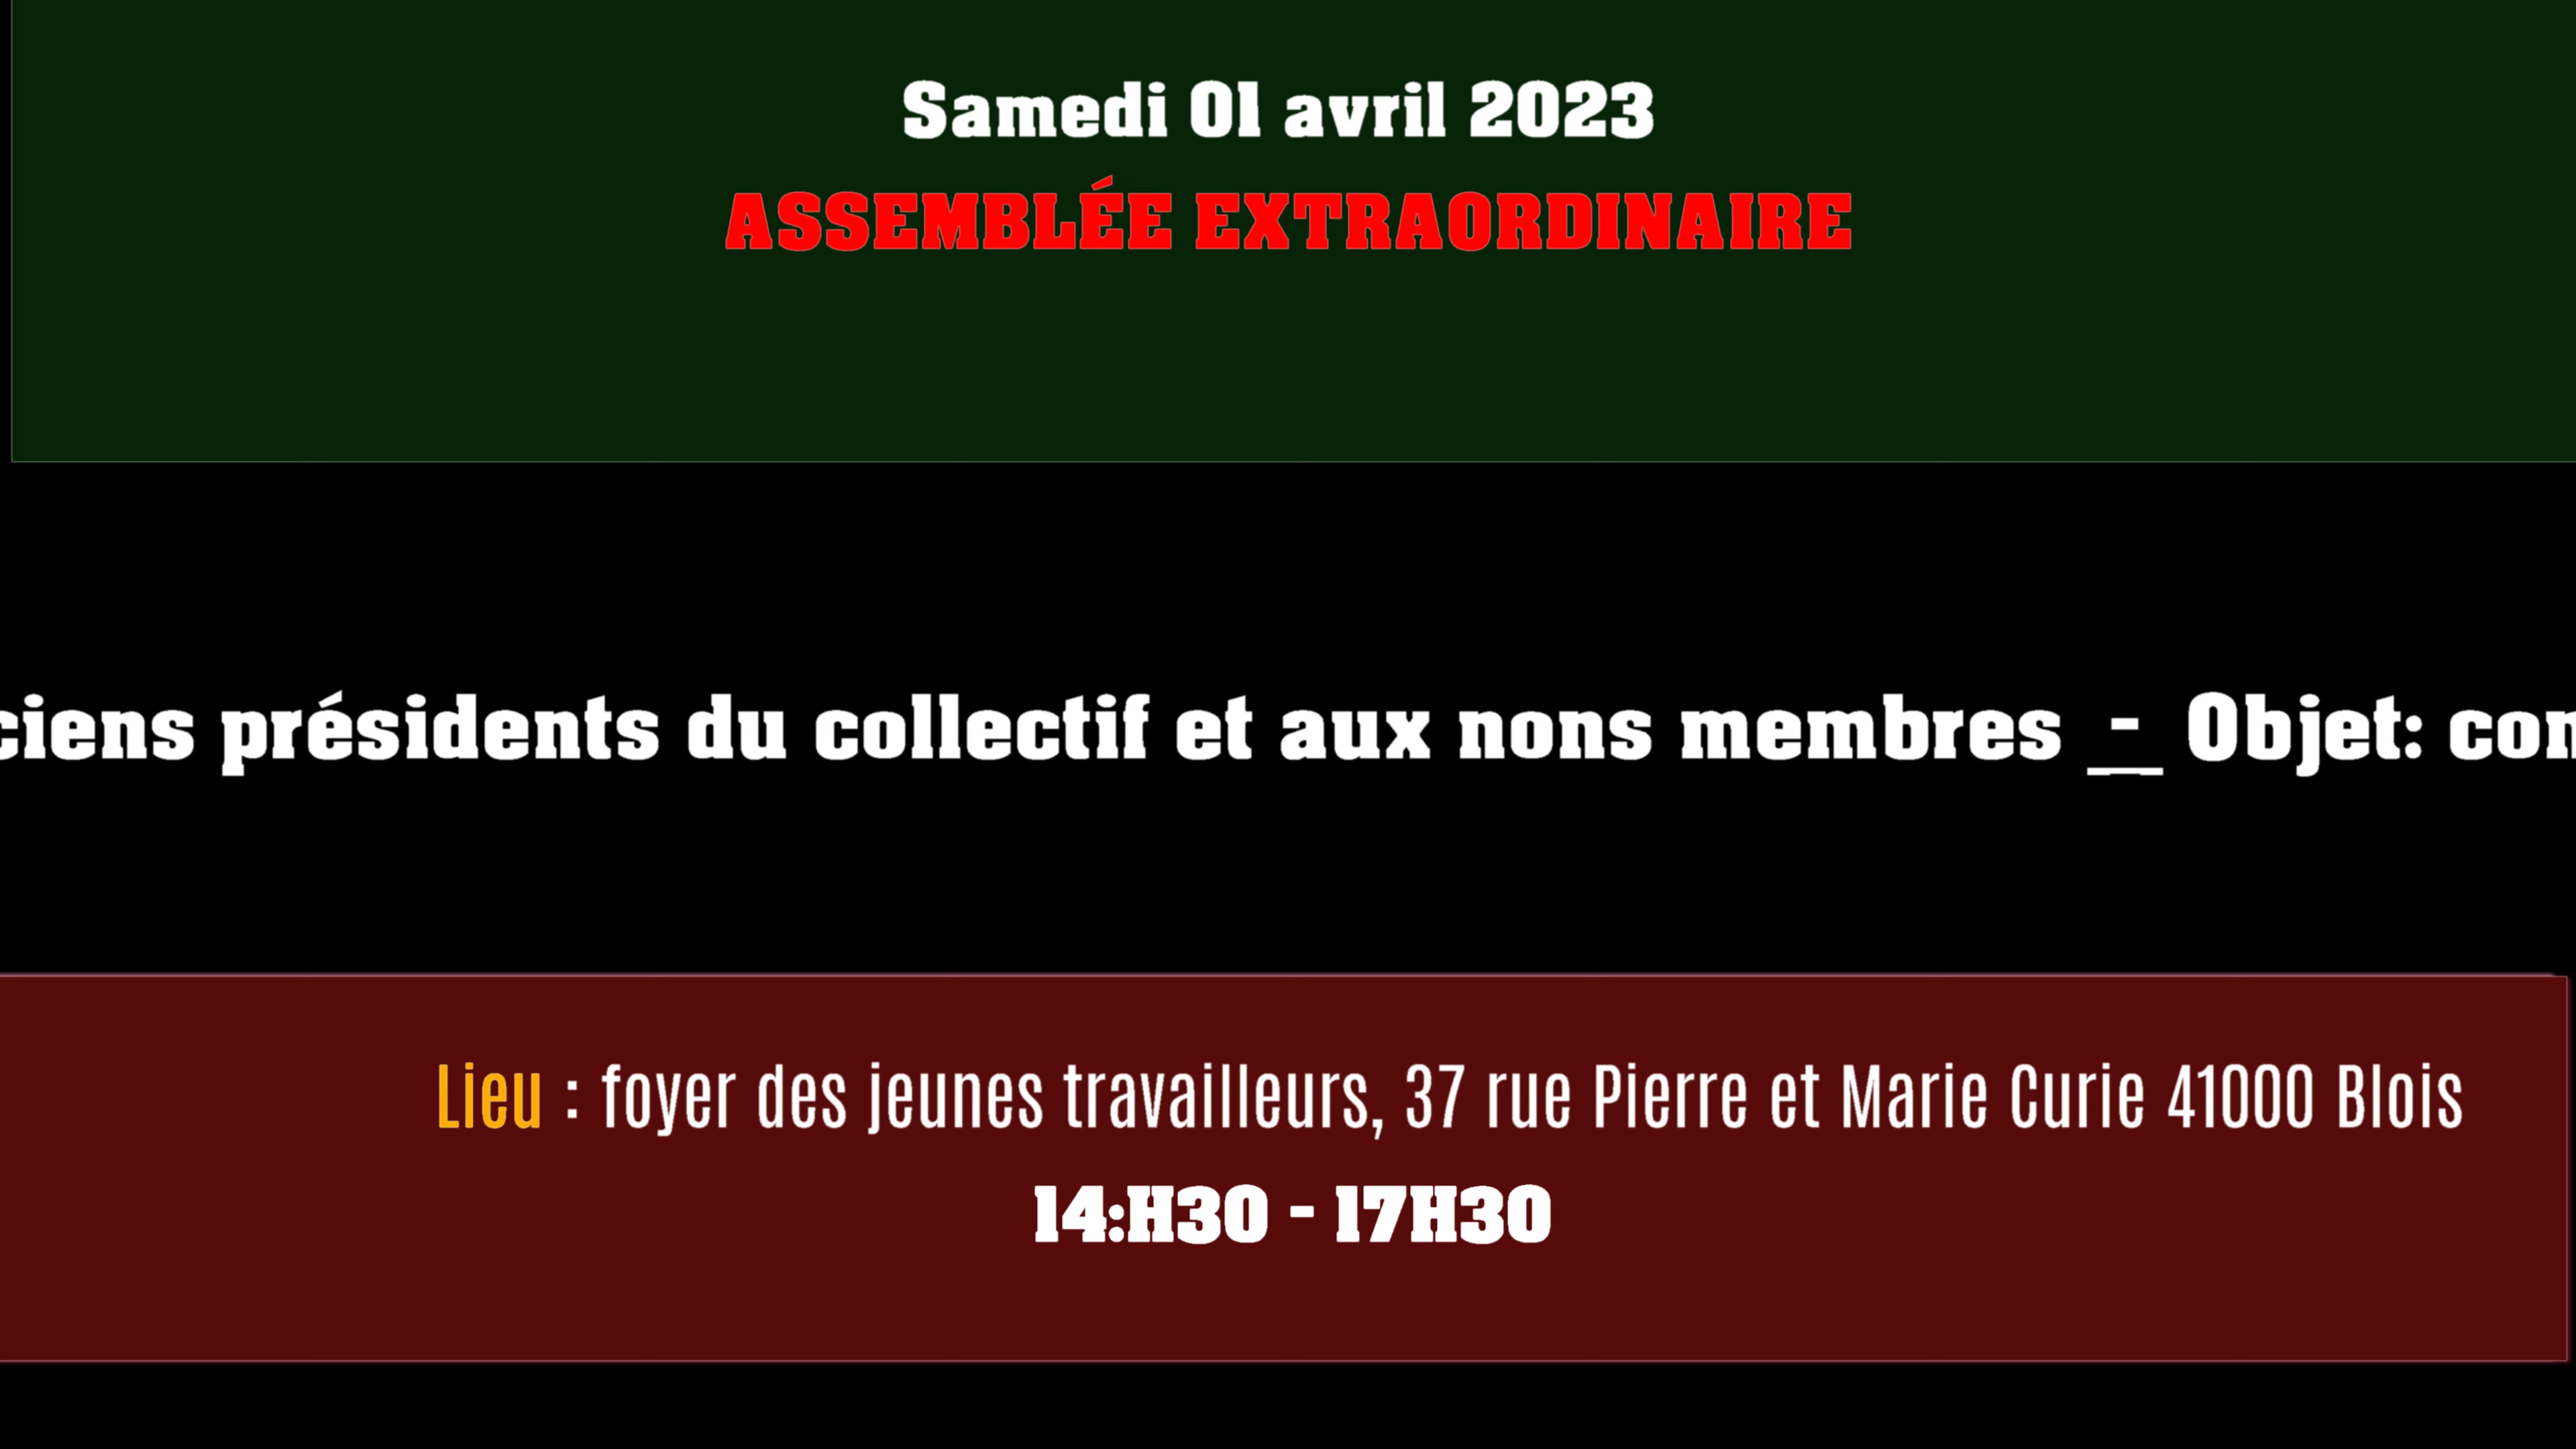 Samedi 01 avril 2023
ASSEMBLÉE EXTRAORDINAIRE
ciens présidents du collectif et aux nons membres _-_ Objet: con
Lieu : foyer des jeunes travailleurs, 37 rue Pierre et Marie Curie 41000 Blois
14:H30 - 17H30